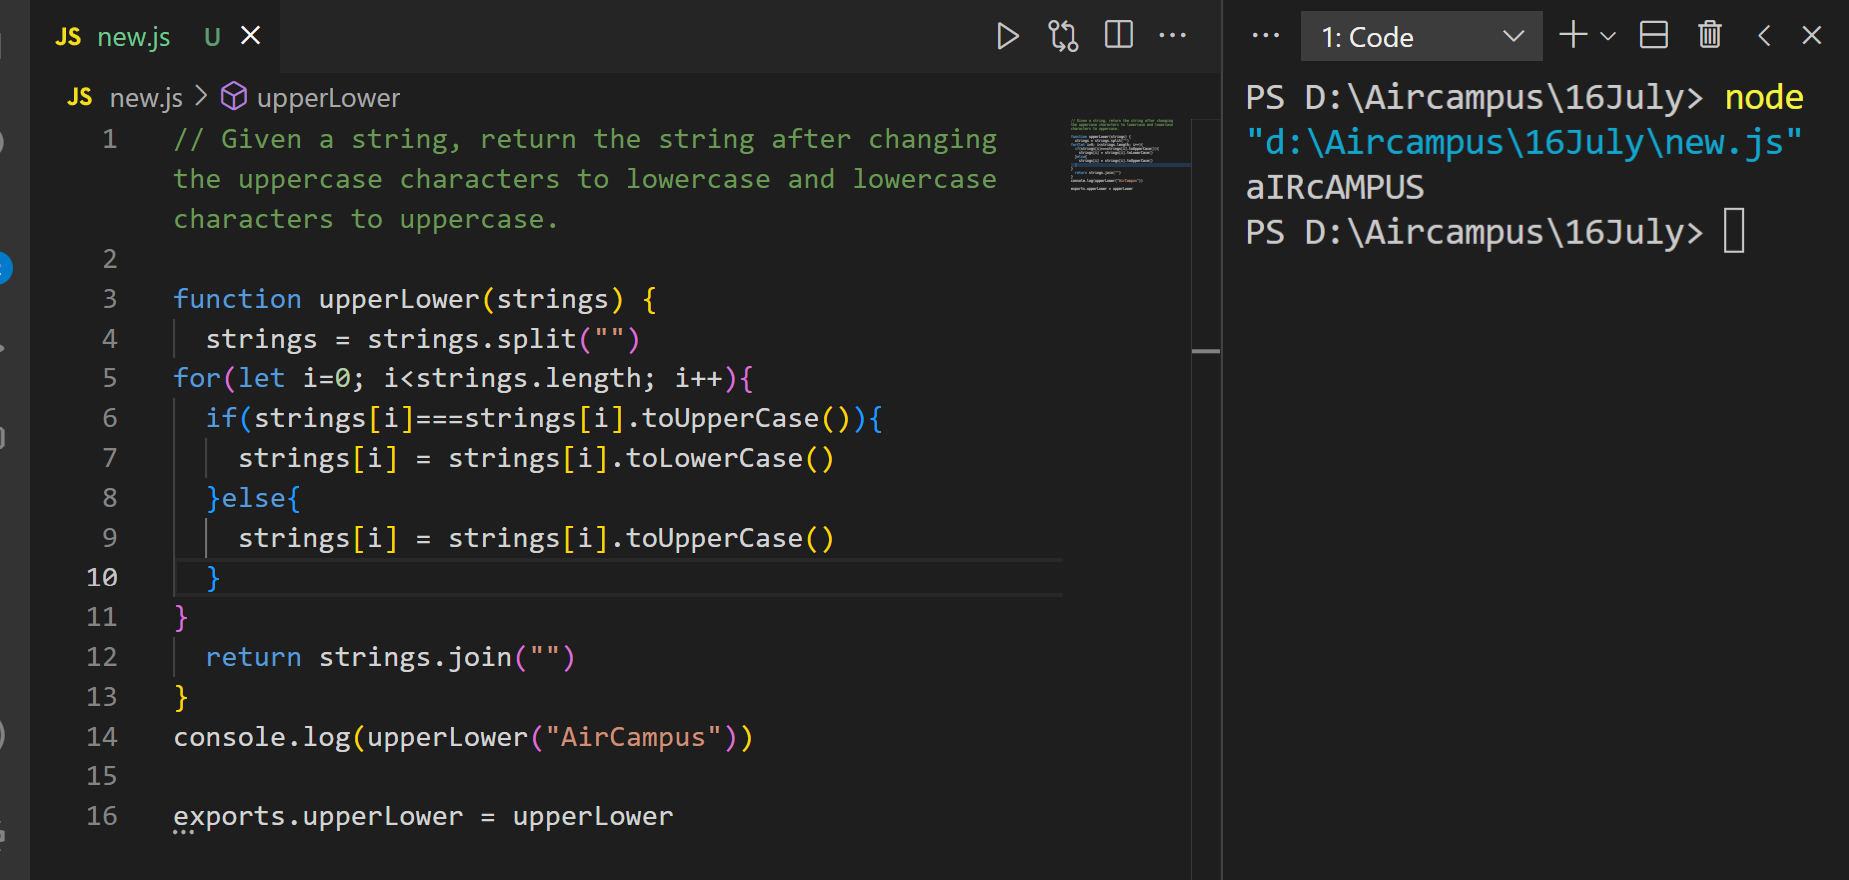 JS new.js U
JS new.js > upperLower
1 // Given a string, return the string after changing
the uppercase characters to lowercase and lowercase
characters to uppercase.
2
3 function upperLower(strings) {
4   strings = strings.split("")
5 for(let i=0; i<strings.length; i++){
6   if(strings[i]===strings[i].toUpperCase()){
7     strings[i] = strings[i].toLowerCase()
8   }else{
9     strings[i] = strings[i].toUpperCase()
10   }
11 }
12   return strings.join("")
13 }
14 console.log(upperLower("AirCampus"))
15
16 exports.upperLower = upperLower
1: Code
PS D:\Aircampus\16July> node
"d:\Aircampus\16July\new.js"
aIRcAMPUS
PS D:\Aircampus\16July>